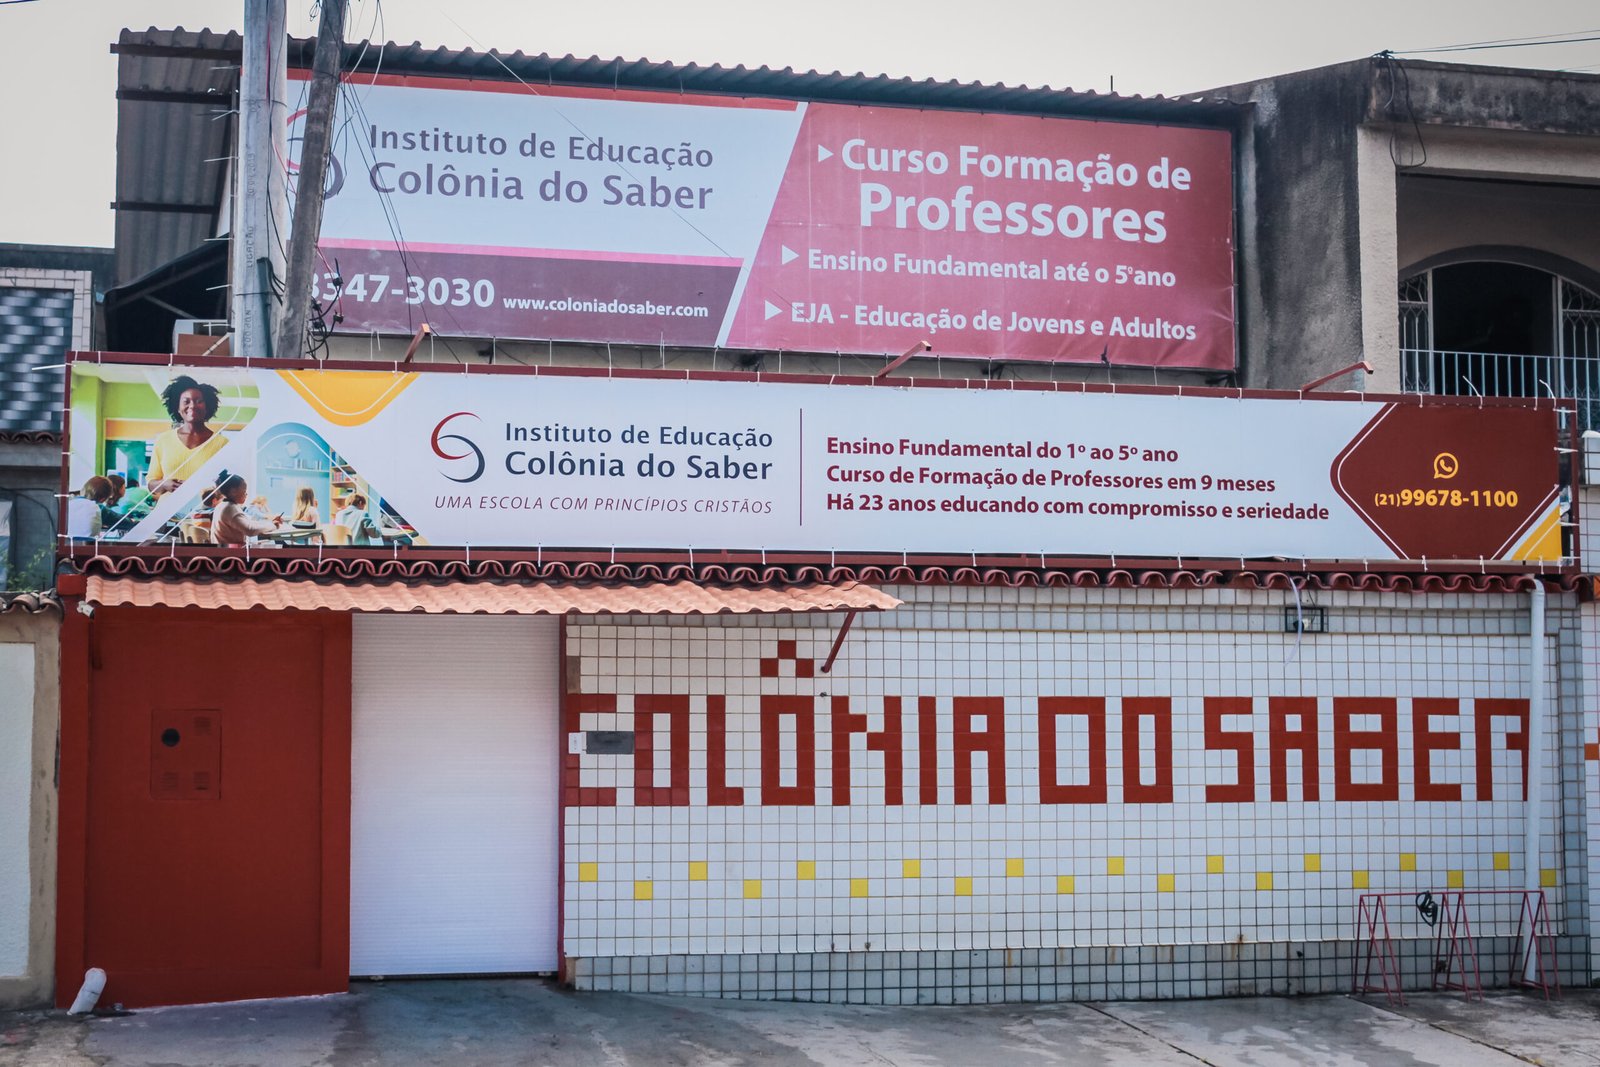 Instituto de Educação
Colônia do Saber
3347-3030 www.coloniadosaber.com
Curso Formação de
Professores
Ensino Fundamental até o 5ºano
EJA - Educação de Jovens e Adultos
Instituto de Educação
Colônia do Saber
UMA ESCOLA COM PRINCÍPIOS CRISTÃOS
Ensino Fundamental do 1º ao 5º ano
Curso de Formação de Professores em 9 meses
Há 23 anos educando com compromisso e seriedade
(21)99678-1100
COLÔNIA DO SABER